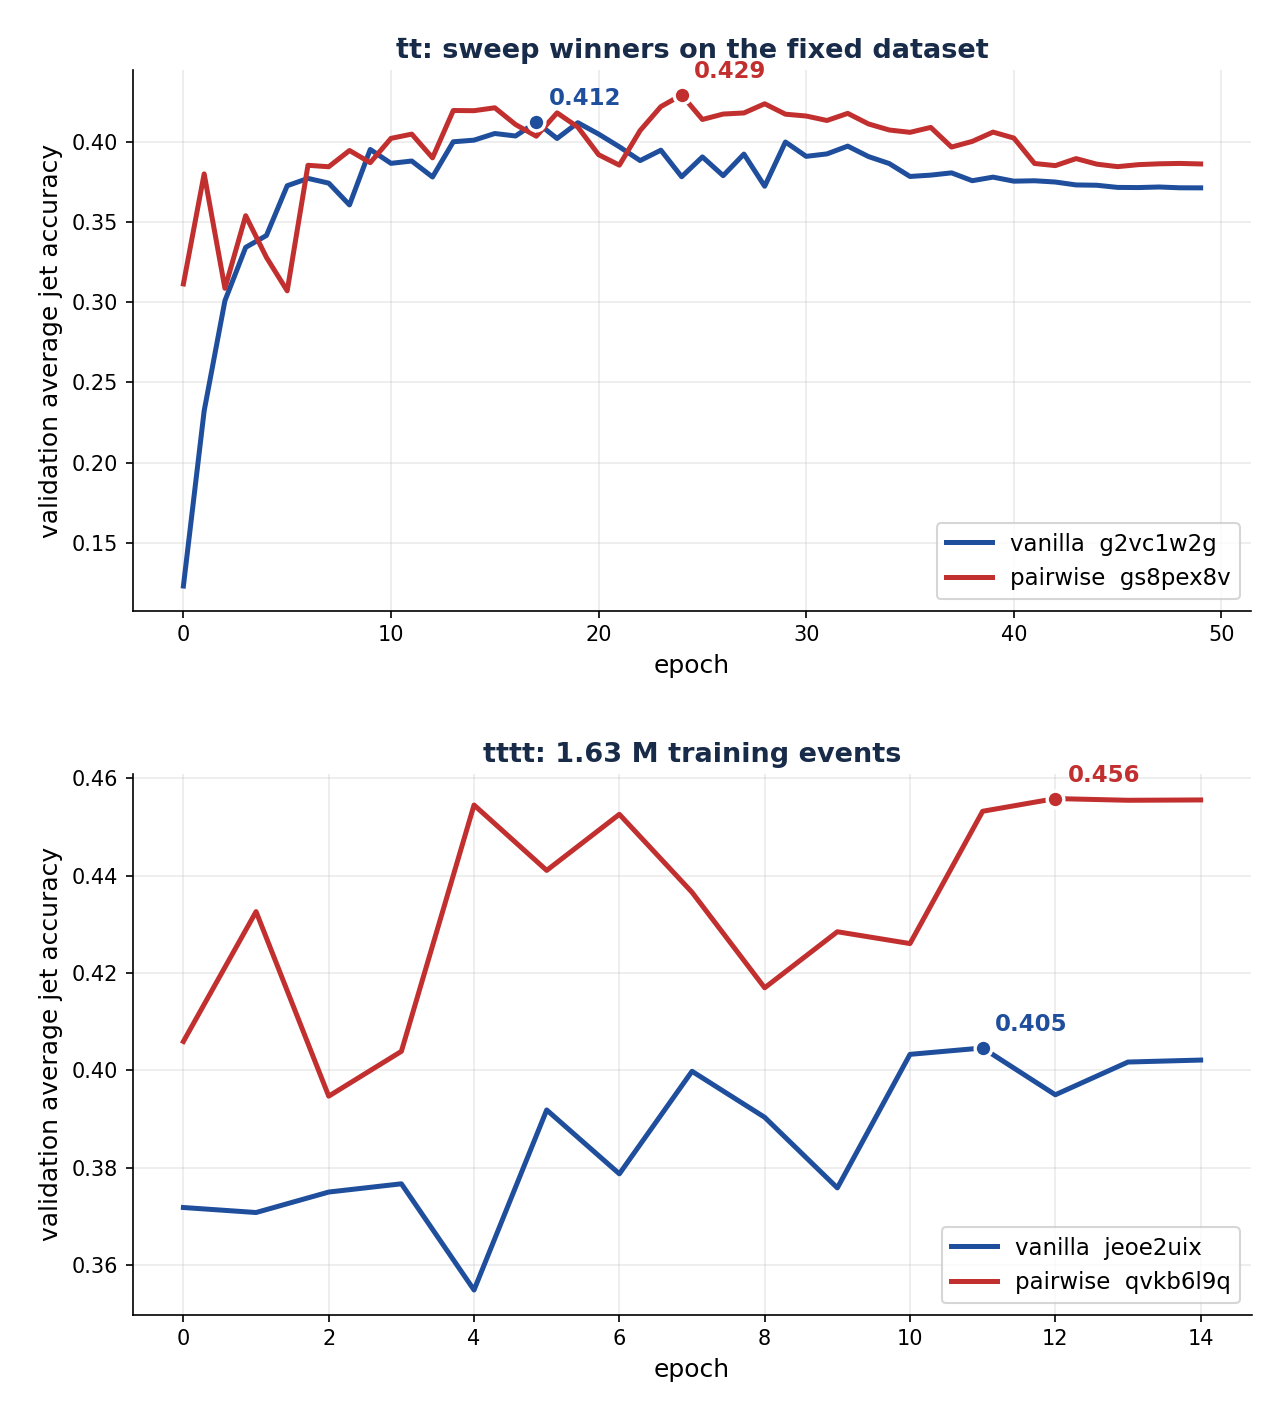 t̄t: sweep winners on the fixed dataset
0.429
0.412
0.40
0.35
0.30
0.25
0.20
0.15
validation average jet accuracy
vanilla g2vc1w2g
pairwise gs8pex8v
0 10 20 30 40 50
epoch
tttt: 1.63 M training events
0.46
0.456
0.44
0.42
0.405
0.40
0.38
0.36
validation average jet accuracy
vanilla jeoe2uix
pairwise qvkb6l9q
0 2 4 6 8 10 12 14
epoch